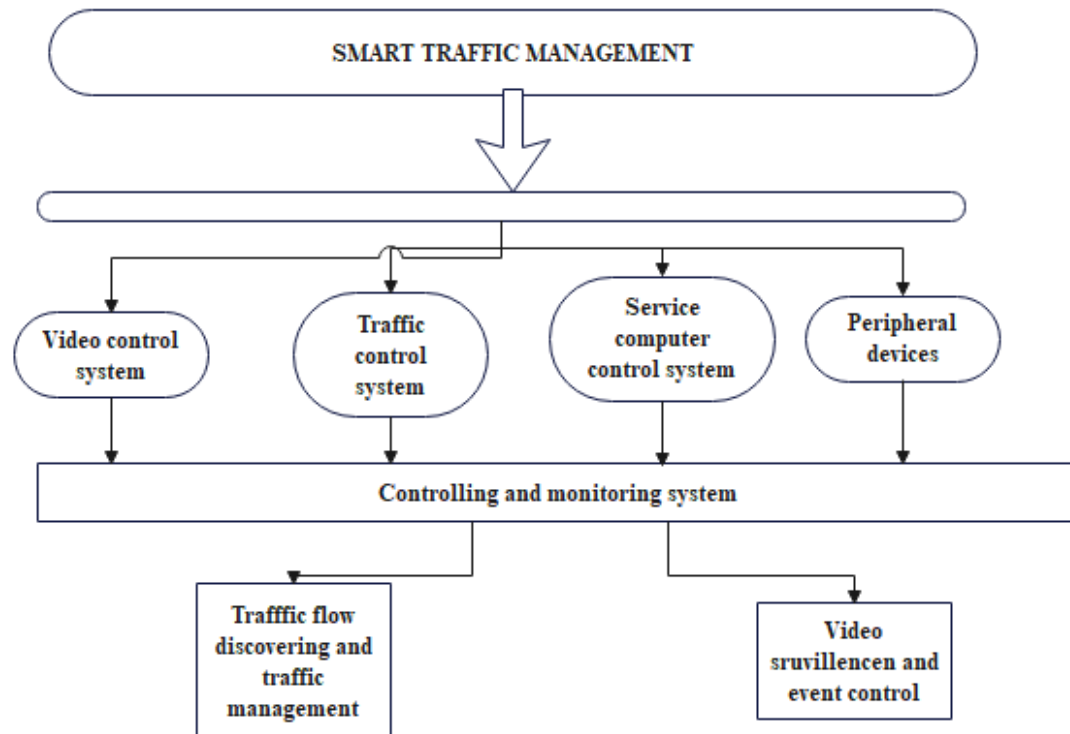 SMART TRAFFIC MANAGEMENT
Video control
system
Traffic
control
system
Service
computer
control system
Peripheral
devices
Controlling and monitoring system
Trafffic flow
discovering and
traffic
management
Video
sruvillencen and
event control